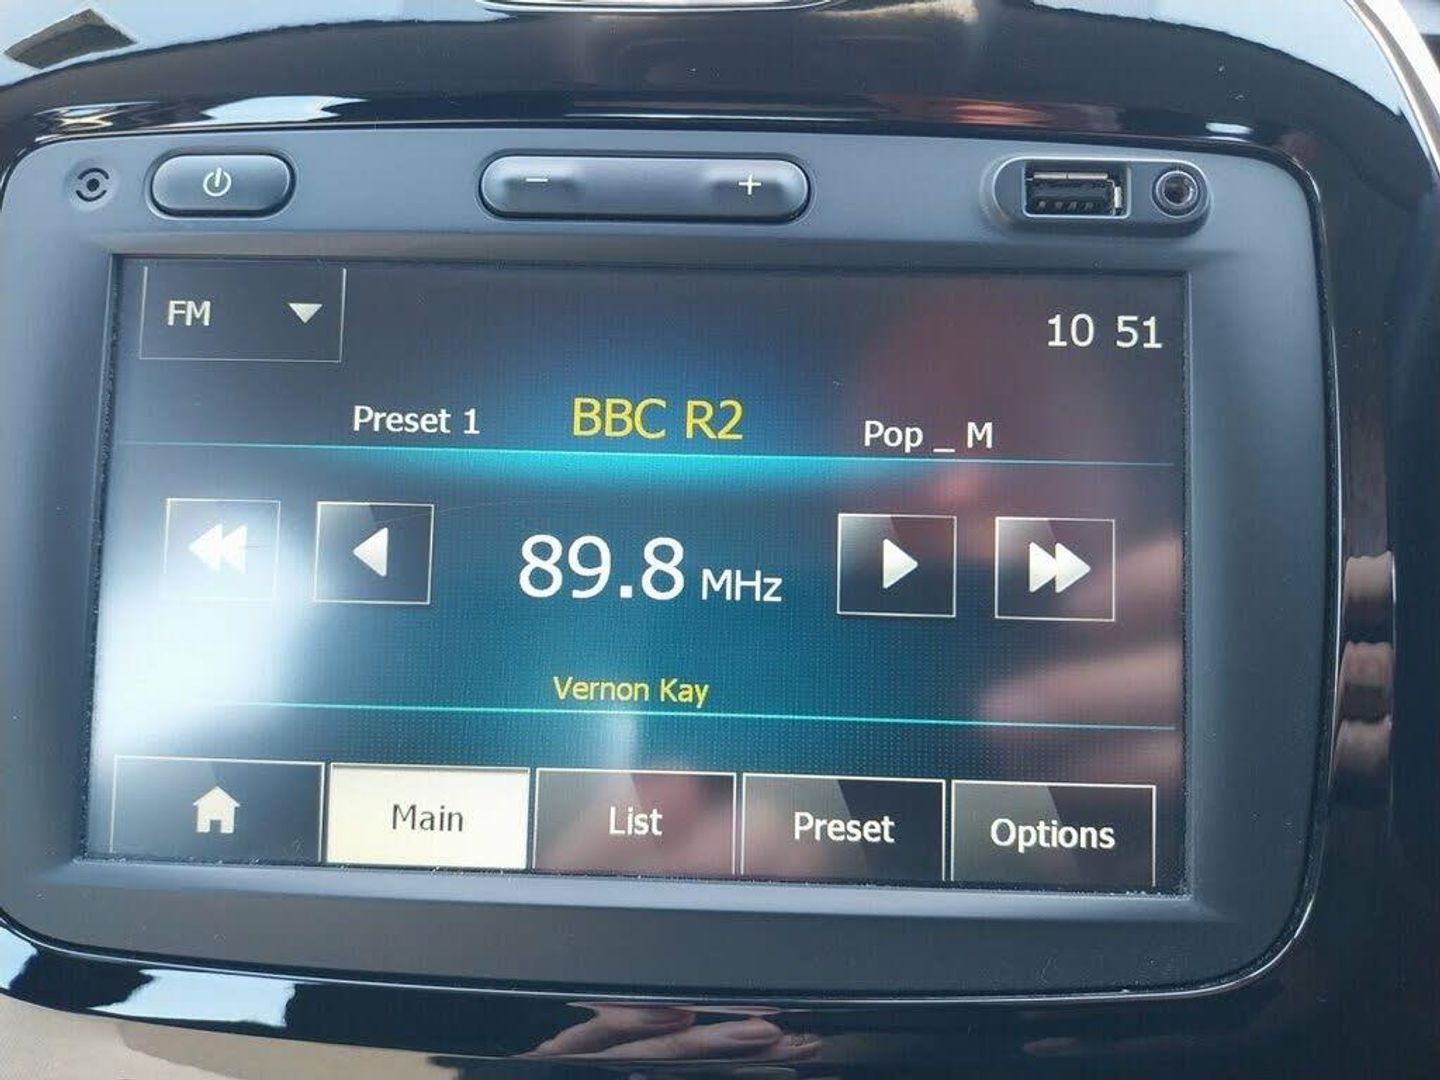 FM
10 51
Preset 1
BBC R2
Pop _ M
89.8 MHz
Vernon Kay
Main
List
Preset
Options